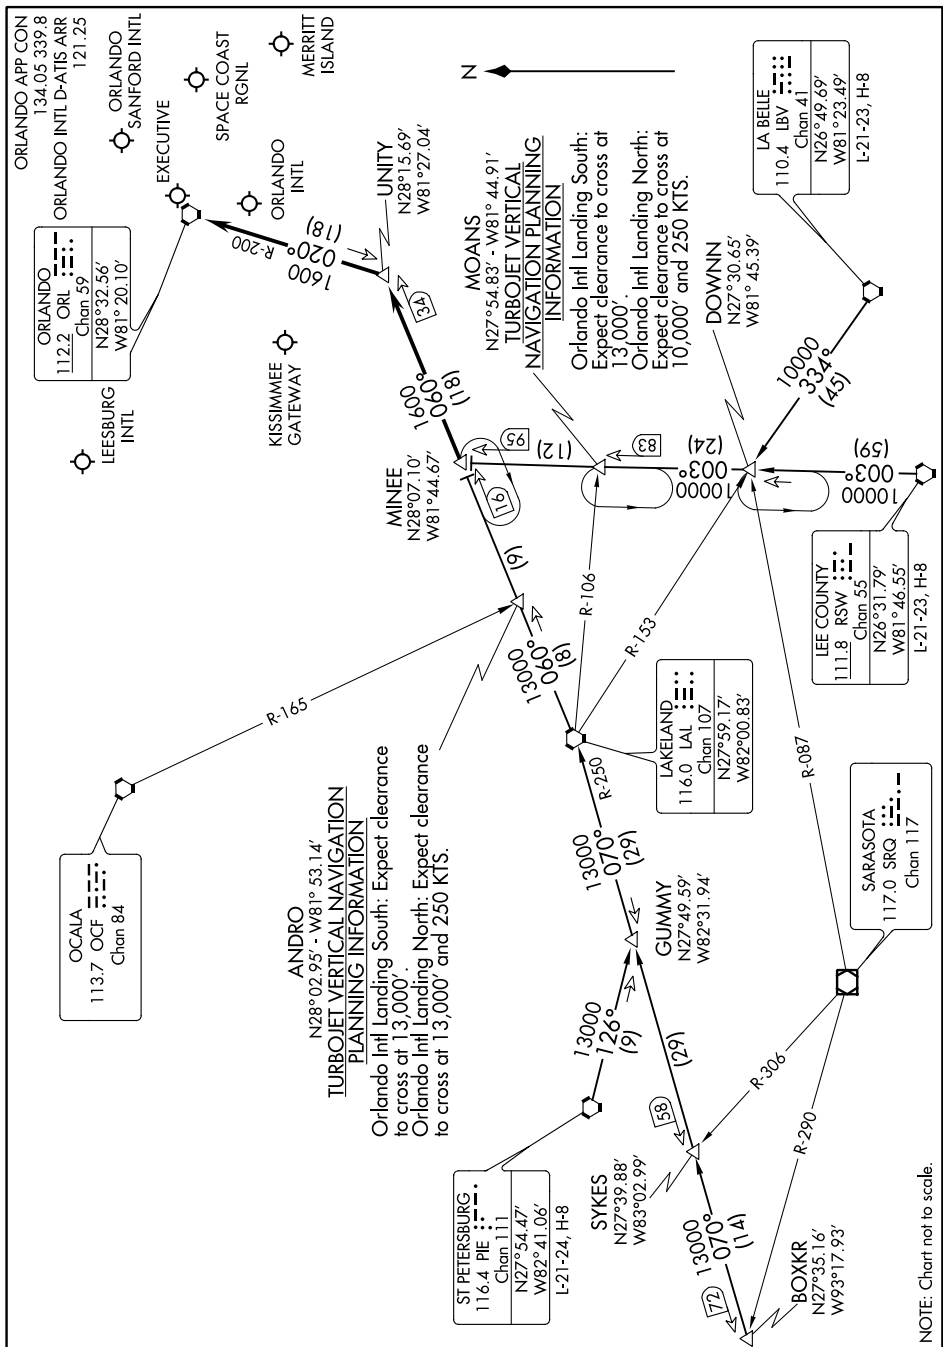 ORLANDO APP CON
134.05 339.8
ORLANDO INTL D-ATIS ARR
121.25
ORLANDO
SANFORD INTL
EXECUTIVE
SPACE COAST
RGNL
MERRITT
ISLAND
ORLANDO
INTL
LEESBURG
INTL
KISSIMMEE
GATEWAY
ORLANDO
112.2 ORL
Chan 59
N28°32.56'
W81°20.10'
R-200
1600
020°
(18)
UNITY
N28°15.69'
W81°27.04'
34
1600
060°
(18)
MINEE
N28°07.10'
W81°44.67'
16
95
(9)
(12)
N
MOANS
N27°54.83' - W81° 44.91'
TURBOJET VERTICAL
NAVIGATION PLANNING
INFORMATION
Orlando Intl Landing South:
Expect clearance to cross at
13,000'.
Orlando Intl Landing North:
Expect clearance to cross at
10,000' and 250 KTS.
83
10000
003°
(24)
DOWNN
N27°30.65'
W81° 45.39'
LA BELLE
110.4 LBV
Chan 41
N26°49.69'
W81°23.49'
L-21-23, H-8
10000
334°
(45)
10000
003°
(59)
LEE COUNTY
111.8 RSW
Chan 55
N26°31.79'
W81°46.55'
L-21-23, H-8
OCALA
113.7 OCF
Chan 84
R-165
ANDRO
N28°02.95' - W81° 53.14'
TURBOJET VERTICAL NAVIGATION
PLANNING INFORMATION
Orlando Intl Landing South: Expect clearance
to cross at 13,000'.
Orlando Intl Landing North: Expect clearance
to cross at 13,000' and 250 KTS.
13000
060°
(8)
R-106
R-153
R-250
LAKELAND
116.0 LAL
Chan 107
N27°59.17'
W82°00.83'
13000
070°
(29)
GUMMY
N27°49.59'
W82°31.94'
R-087
SARASOTA
117.0 SRQ
Chan 117
R-306
R-290
13000
126°
(9)
ST PETERSBURG
116.4 PIE
Chan 111
N27°54.47'
W82°41.06'
L-21-24, H-8
(29)
58
SYKES
N27°39.88'
W83°02.99'
13000
070°
(14)
72
BOXKR
N27°35.16'
W93°17.93'
NOTE: Chart not to scale.